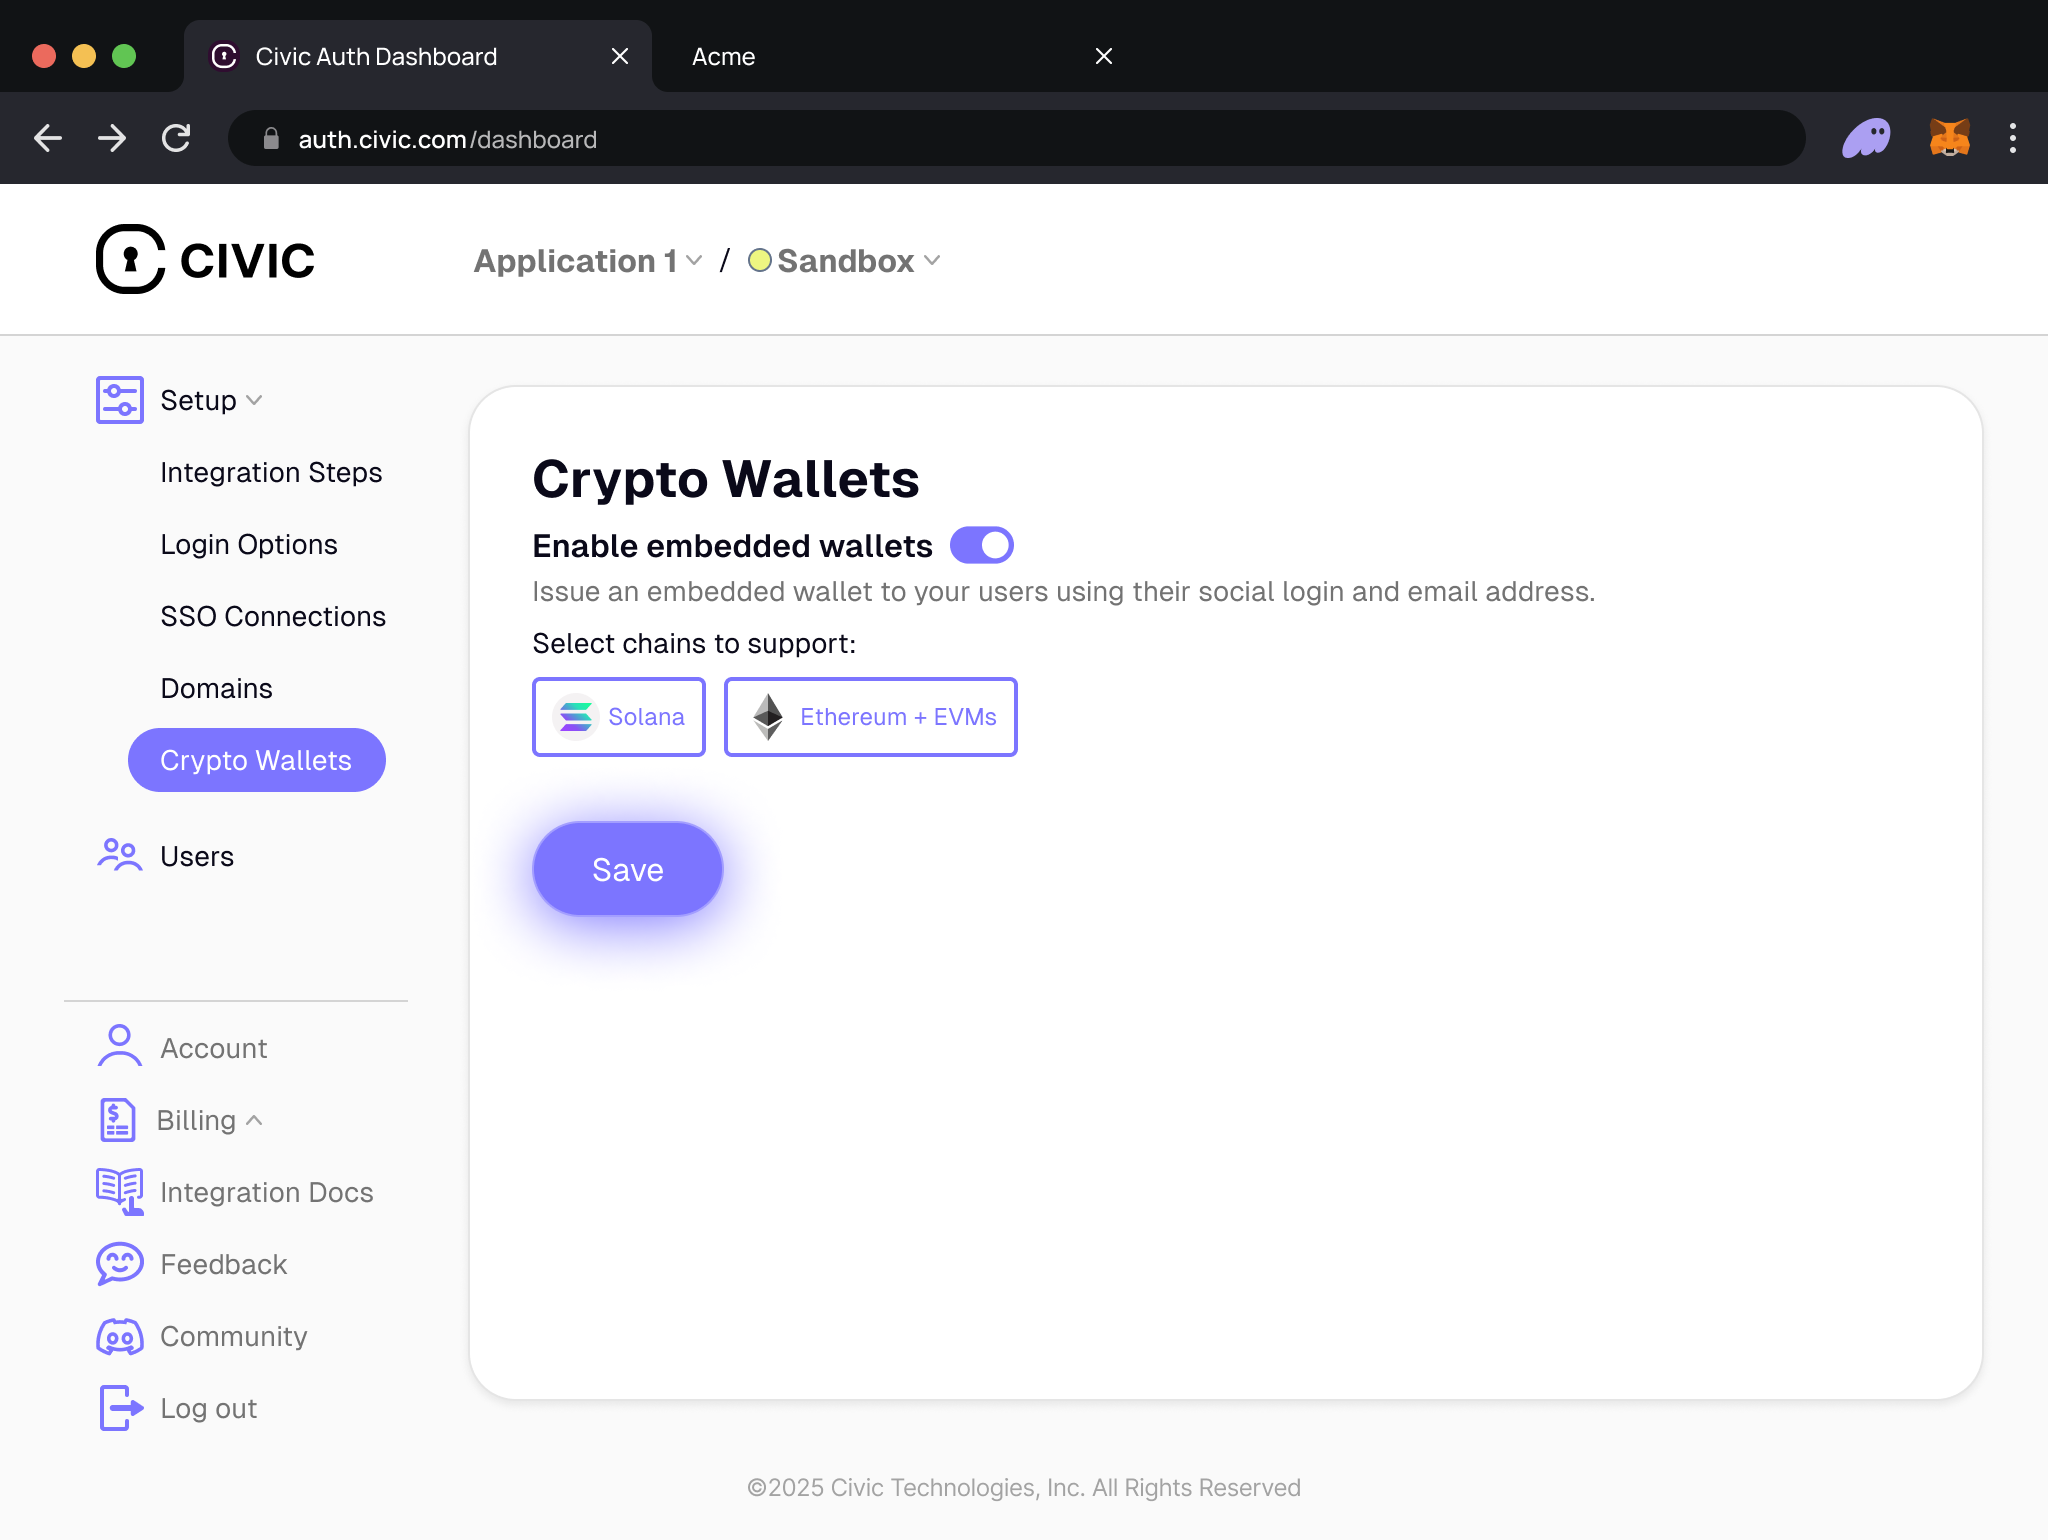 Civic Auth Dashboard
Acme
auth.civic.com/dashboard
CIVIC
Application 1 / Sandbox
Setup
Integration Steps
Login Options
SSO Connections
Domains
Crypto Wallets
Users
Account
Billing
Integration Docs
Feedback
Community
Log out
Crypto Wallets
Enable embedded wallets
Issue an embedded wallet to your users using their social login and email address.
Select chains to support:
Solana
Ethereum + EVMs
Save
©2025 Civic Technologies, Inc. All Rights Reserved